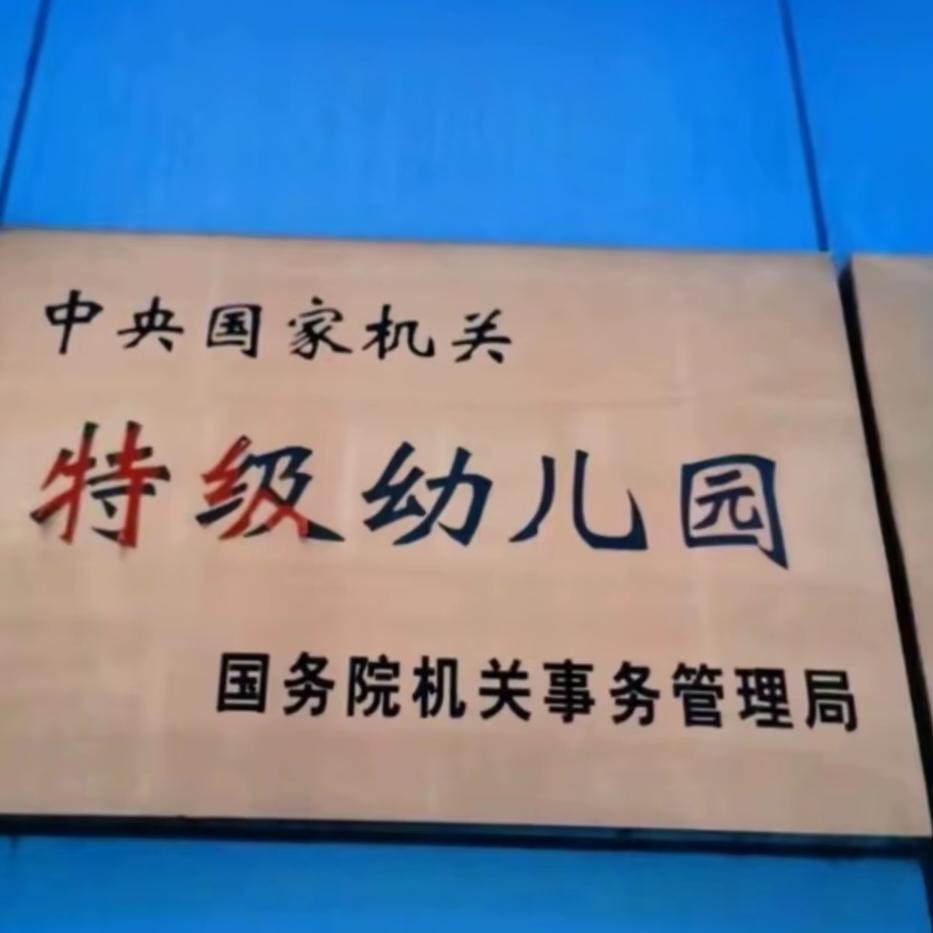 中央国家机关
特级幼儿园
国务院机关事务管理局